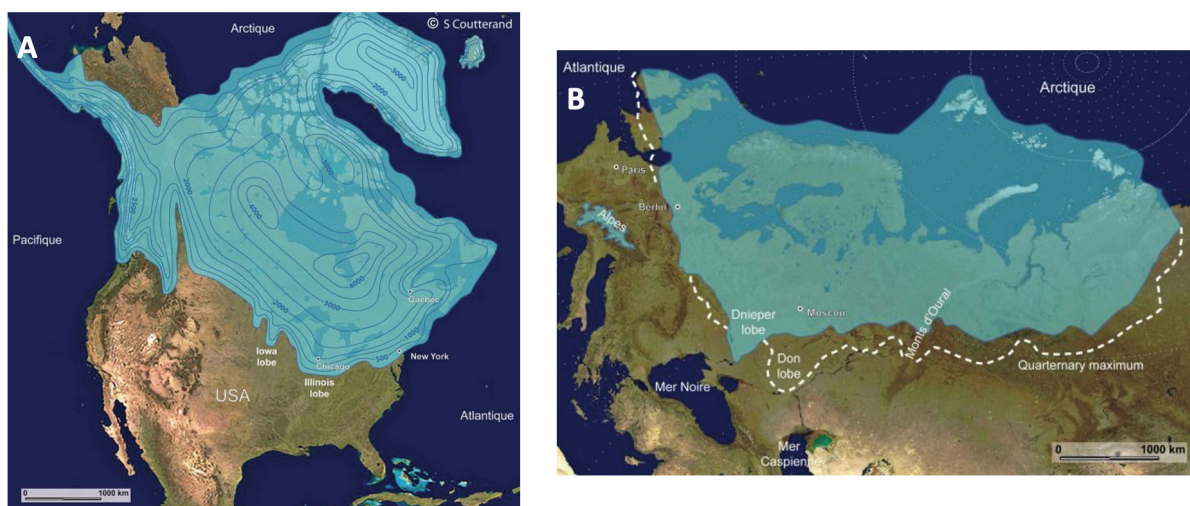 A
© S Coutterand
Arctique
3000
2000
2000
3000
2500
4000
Pacifique
4000
3000
Québec
2000
1000
500
New York
Iowa
lobe
Chicago
Illinois
lobe
USA
Atlantique
0 1000 km
B
Atlantique
Arctique
Paris
Berlin
Alpes
Dnieper
lobe
Moscou
Monts d'Oural
Don
lobe
Quarternary maximum
Mer Noire
Mer
Caspienne
0 1000 km